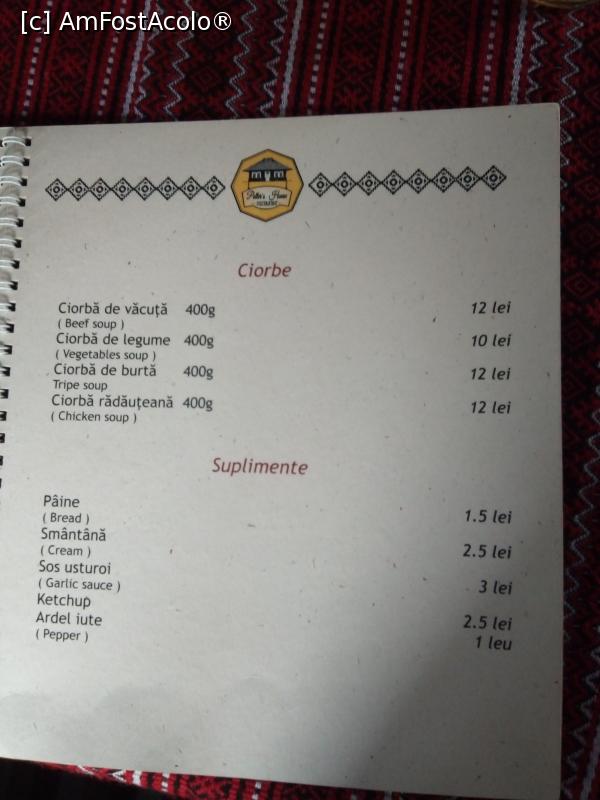 [c] AmFostAcolo®
Ciorbe
Ciorbă de văcuță 400g 12 lei
( Beef soup )
Ciorbă de legume 400g 10 lei
( Vegetables soup )
Ciorbă de burtă 400g 12 lei
Tripe soup
Ciorbă rădăuțeană 400g 12 lei
( Chicken soup )
Suplimente
Pâine 1.5 lei
( Bread )
Smântână 2.5 lei
( Cream )
Sos usturoi 3 lei
( Garlic sauce )
Ketchup 2.5 lei
Ardel iute 1 leu
( Pepper )